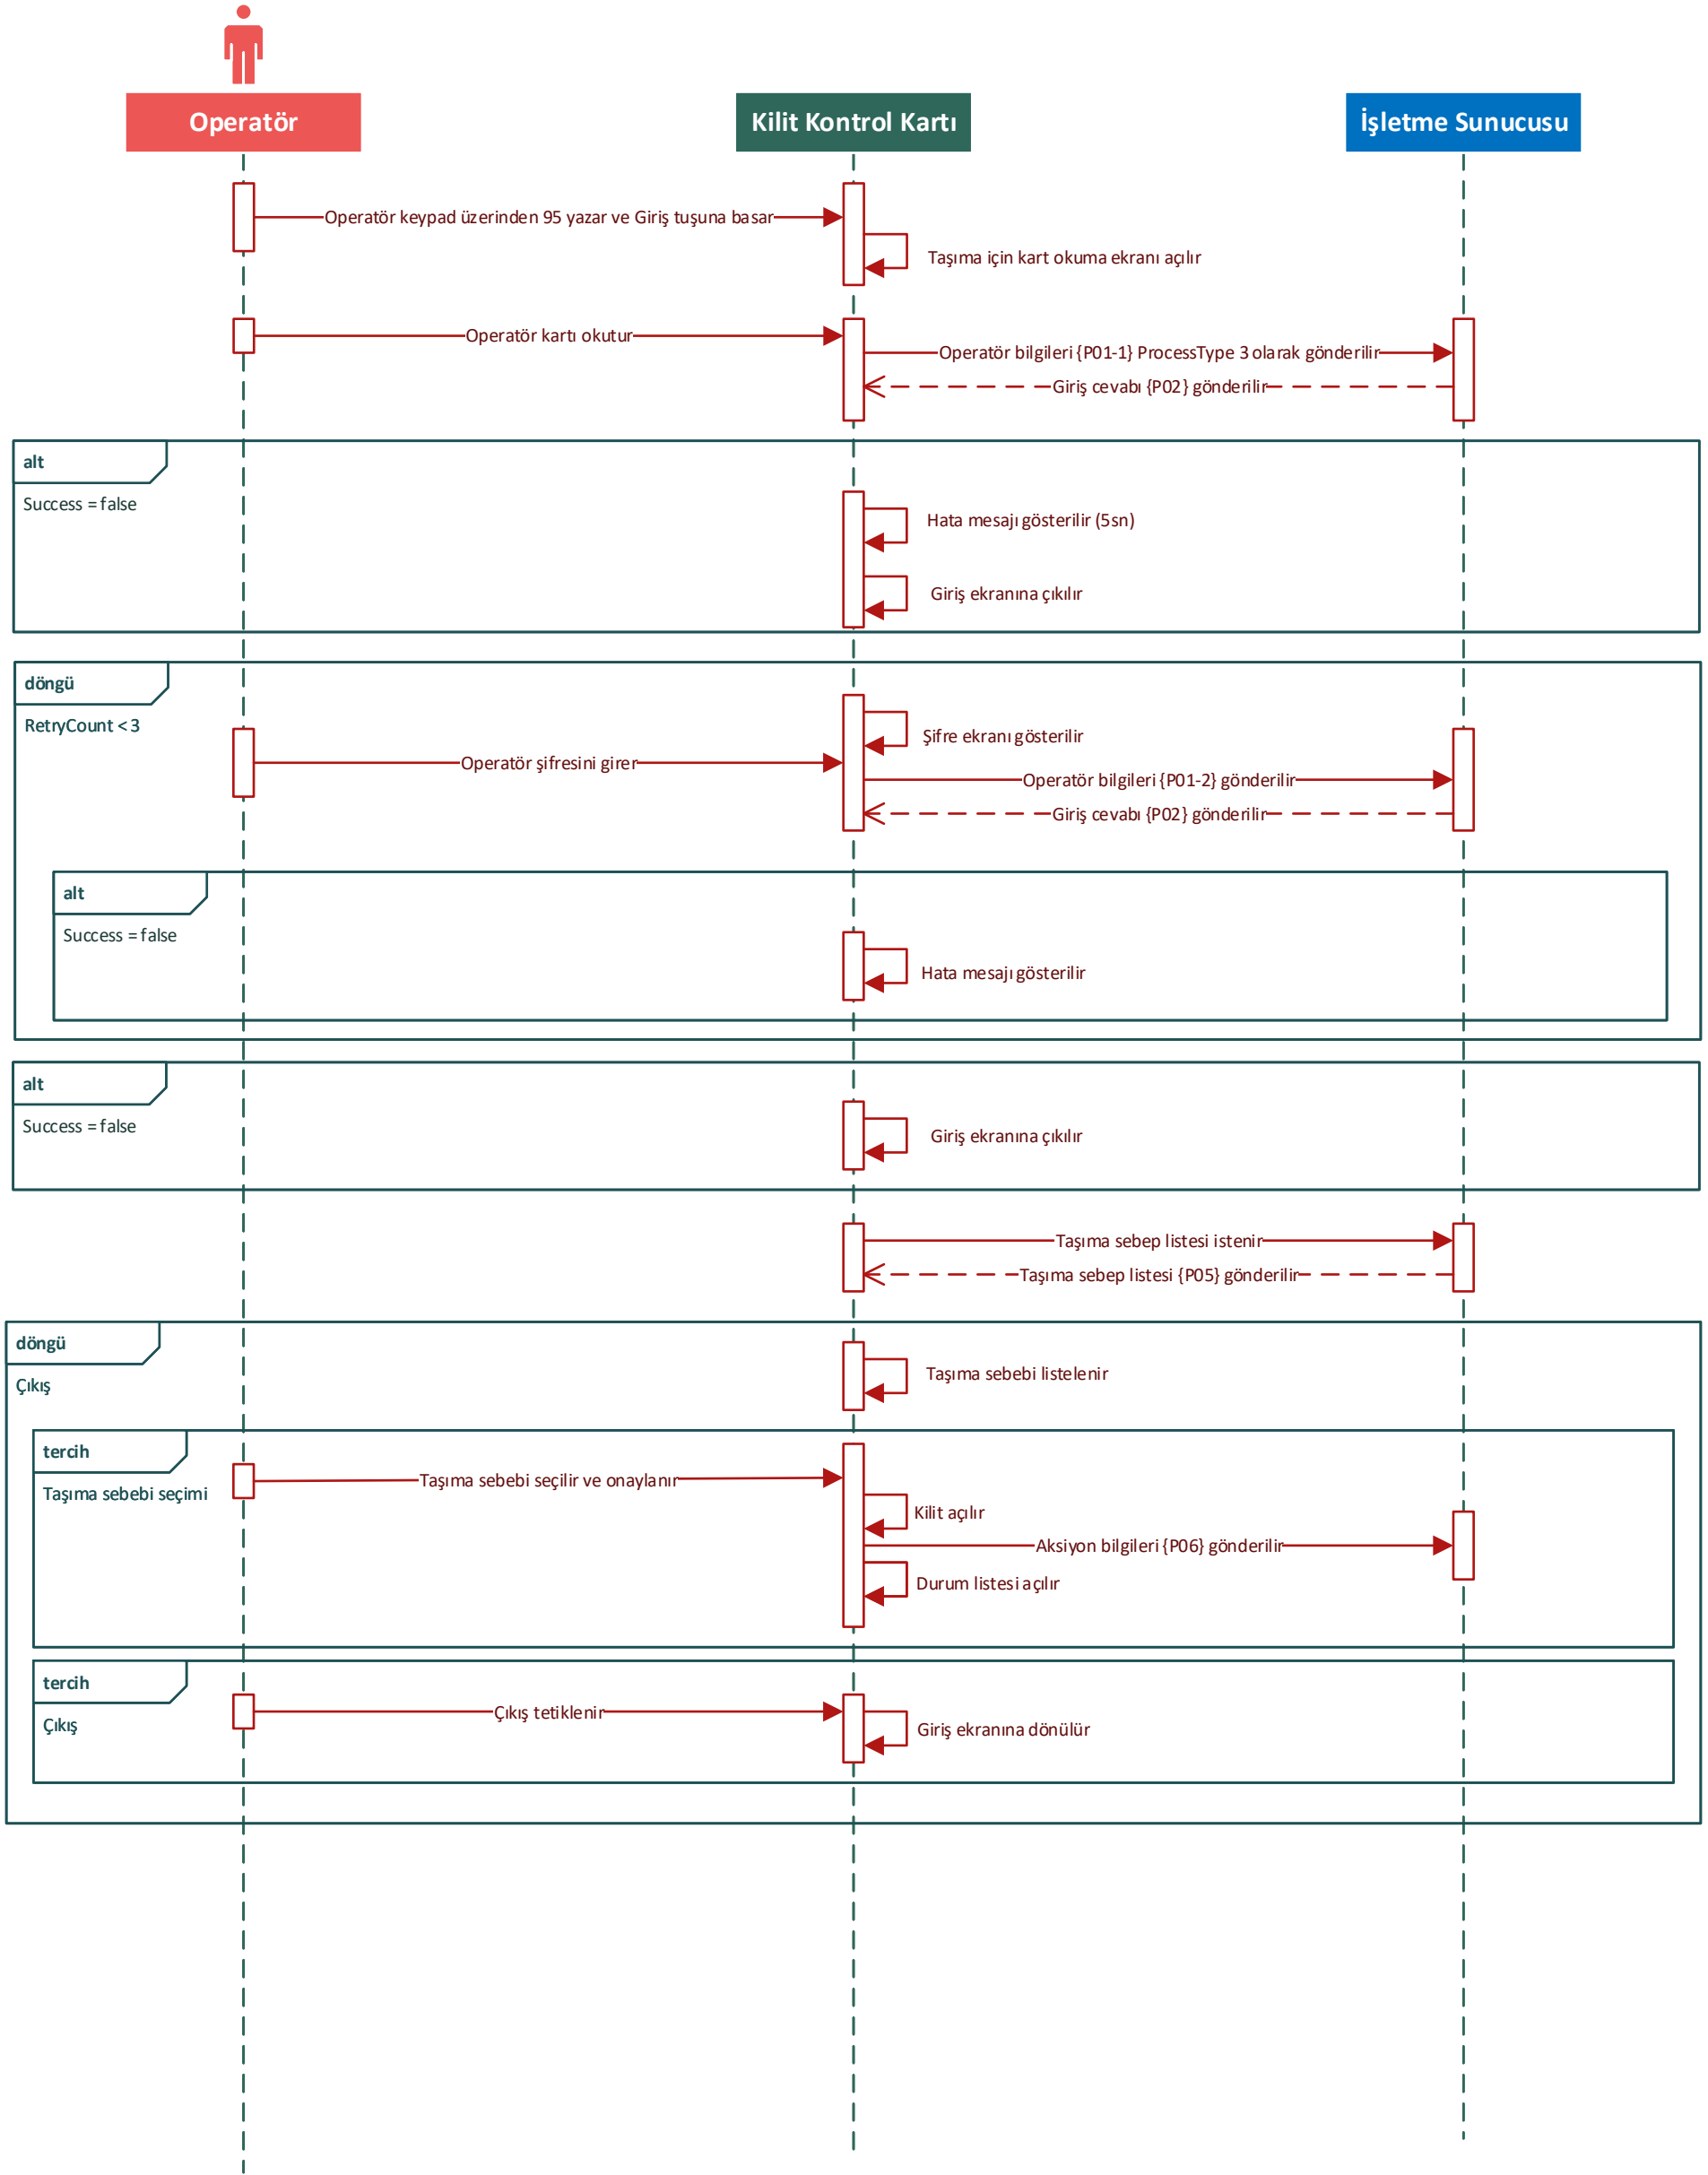 Operatör
Kilit Kontrol Kartı
İşletme Sunucusu
Operatör keypad üzerinden 95 yazar ve Giriş tuşuna basar
Taşıma için kart okuma ekranı açılır
Operatör kartı okutur
Operatör bilgileri {P01-1} ProcessType 3 olarak gönderilir
Giriş cevabı {P02} gönderilir
alt
Success = false
Hata mesajı gösterilir (5sn)
Giriş ekranına çıkılır
döngü
RetryCount < 3
Şifre ekranı gösterilir
Operatör şifresini girer
Operatör bilgileri {P01-2} gönderilir
Giriş cevabı {P02} gönderilir
alt
Success = false
Hata mesajı gösterilir
alt
Success = false
Giriş ekranına çıkılır
Taşıma sebep listesi istenir
Taşıma sebep listesi {P05} gönderilir
döngü
Çıkış
Taşıma sebebi listelenir
tercih
Taşıma sebebi seçimi
Taşıma sebebi seçilir ve onaylanır
Kilit açılır
Aksiyon bilgileri {P06} gönderilir
Durum listesi açılır
tercih
Çıkış
Çıkış tetiklenir
Giriş ekranına dönülür